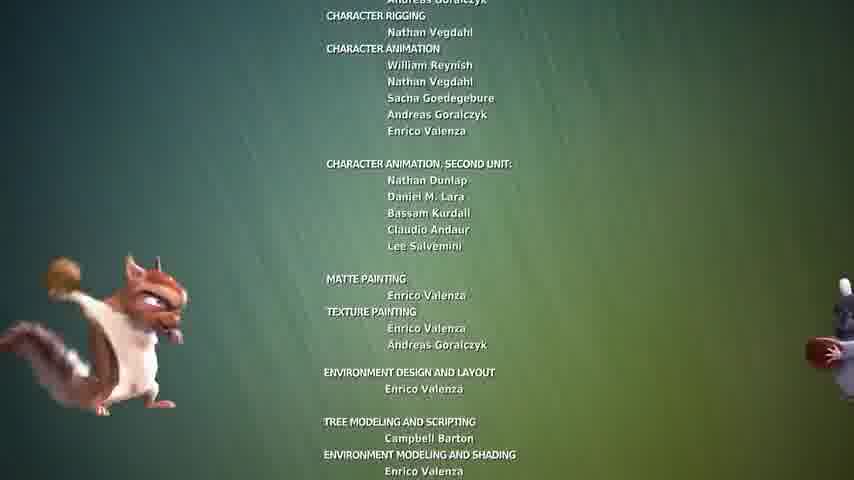 Andreas Goralczyk
CHARACTER RIGGING
Nathan Vegdahl
CHARACTER ANIMATION
William Reynish
Nathan Vegdahl
Sacha Goedegebure
Andreas Goralczyk
Enrico Valenza
CHARACTER ANIMATION, SECOND UNIT:
Nathan Dunlap
Daniel M. Lara
Bassam Kurdali
Claudio Andaur
Lee Salvemini
MATTE PAINTING
Enrico Valenza
TEXTURE PAINTING
Enrico Valenza
Andreas Goralczyk
ENVIRONMENT DESIGN AND LAYOUT
Enrico Valenza
TREE MODELING AND SCRIPTING
Campbell Barton
ENVIRONMENT MODELING AND SHADING
Enrico Valenza